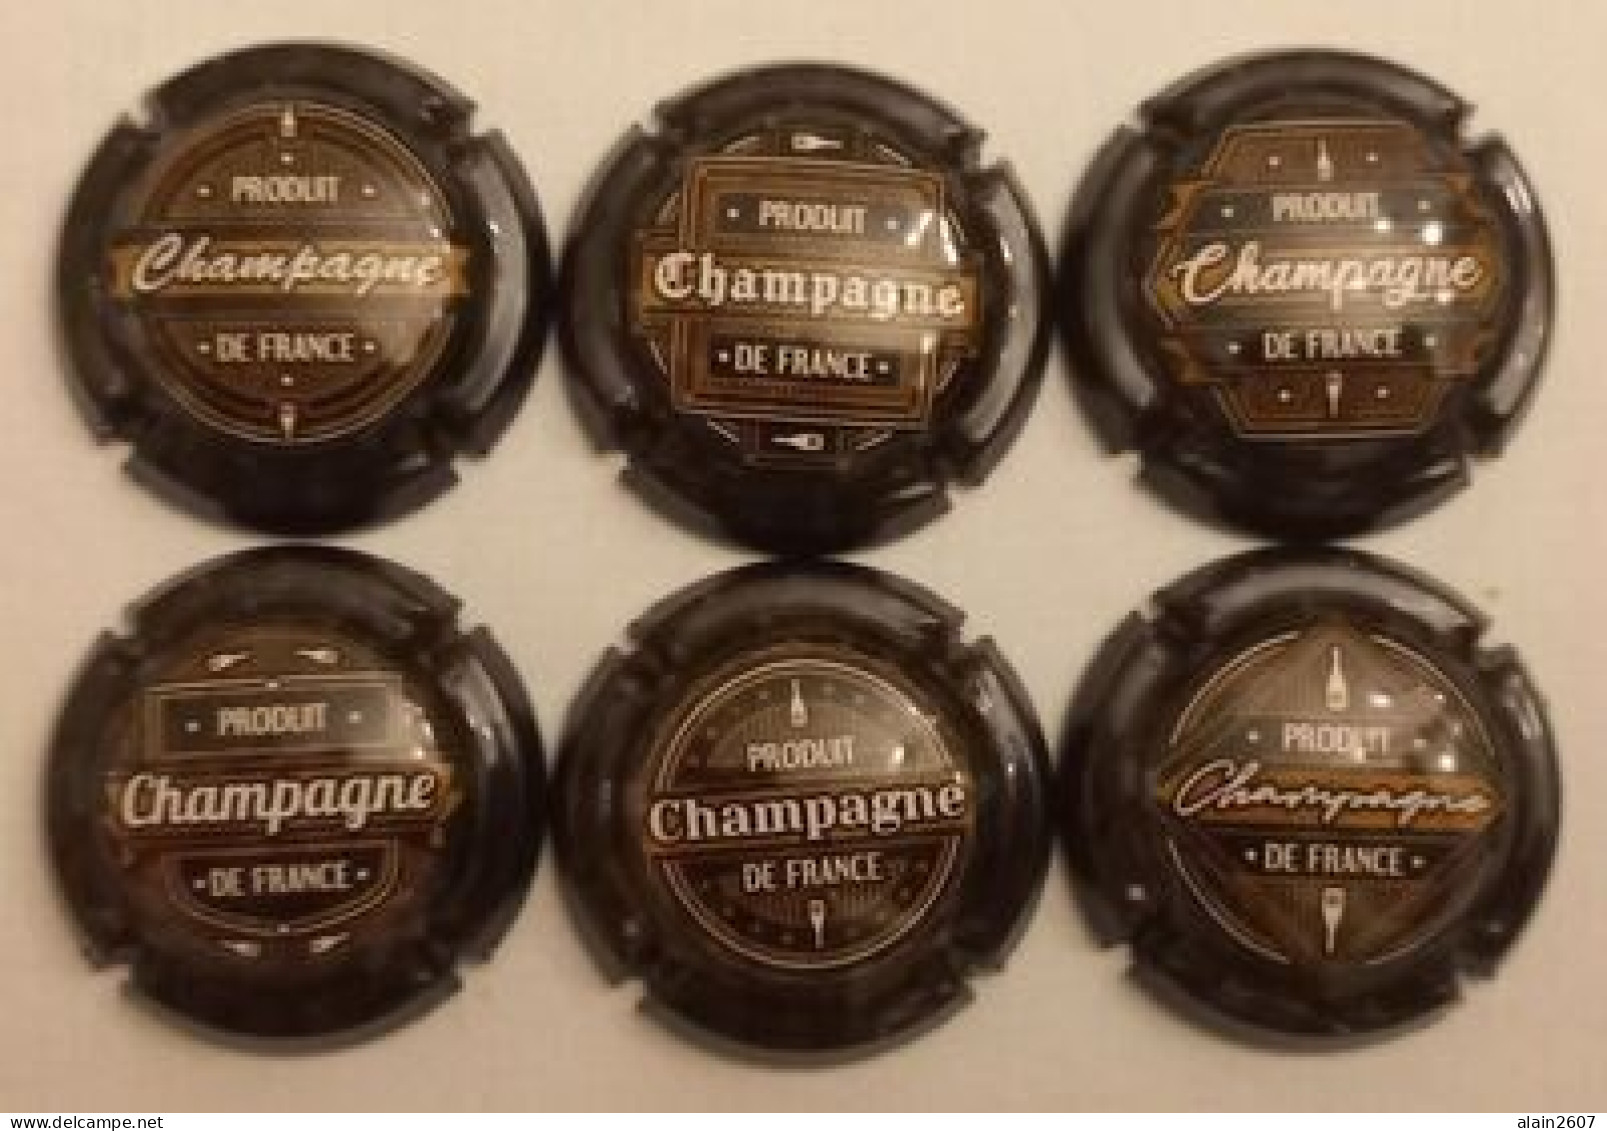 • PRODUIT •
Champagne
• DE FRANCE •
• PRODUIT •
Champagne
• DE FRANCE •
• PRODUIT •
Champagne
• DE FRANCE •
• PRODUIT •
Champagne
• DE FRANCE •
PRODUIT
Champagne
DE FRANCE
• PRODUIT •
Champagne
• DE FRANCE •
www.delcampe.net
alain2607